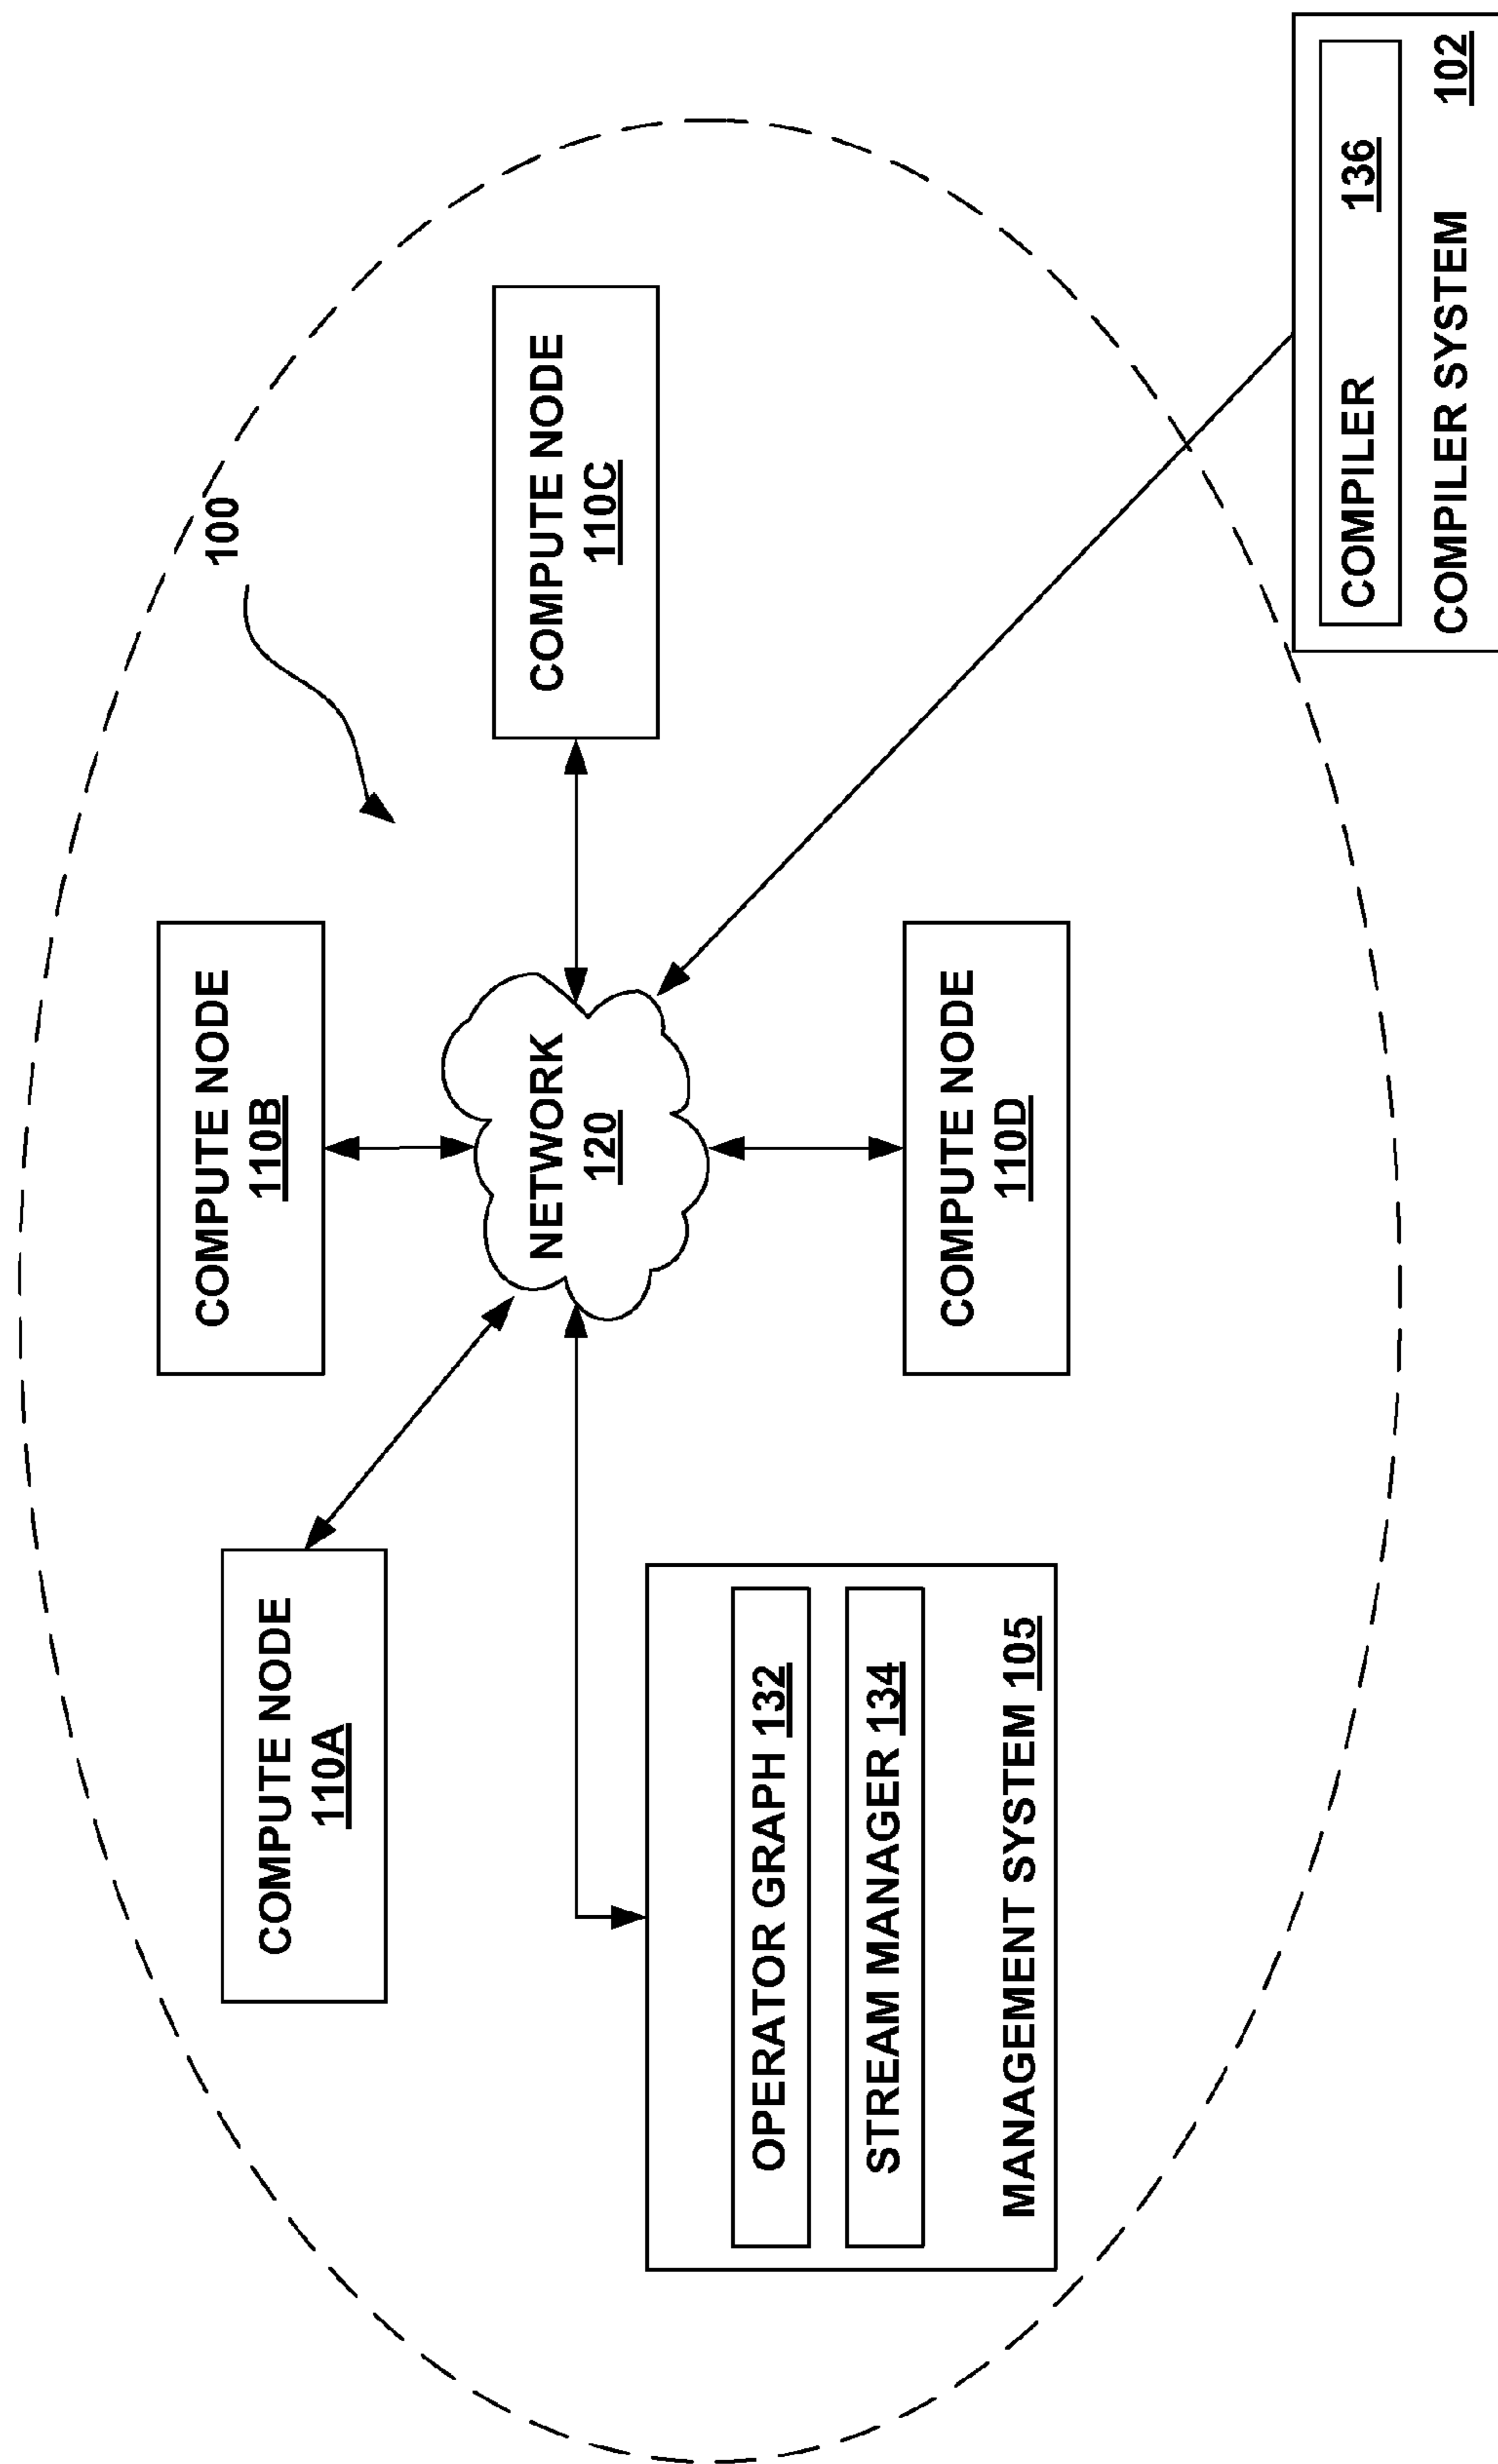 100
COMPUTE NODE
110B
COMPUTE NODE
110A
COMPUTE NODE
110C
NETWORK
120
OPERATOR GRAPH 132
STREAM MANAGER 134
MANAGEMENT SYSTEM 105
COMPUTE NODE
110D
COMPILER 136
COMPILER SYSTEM 102